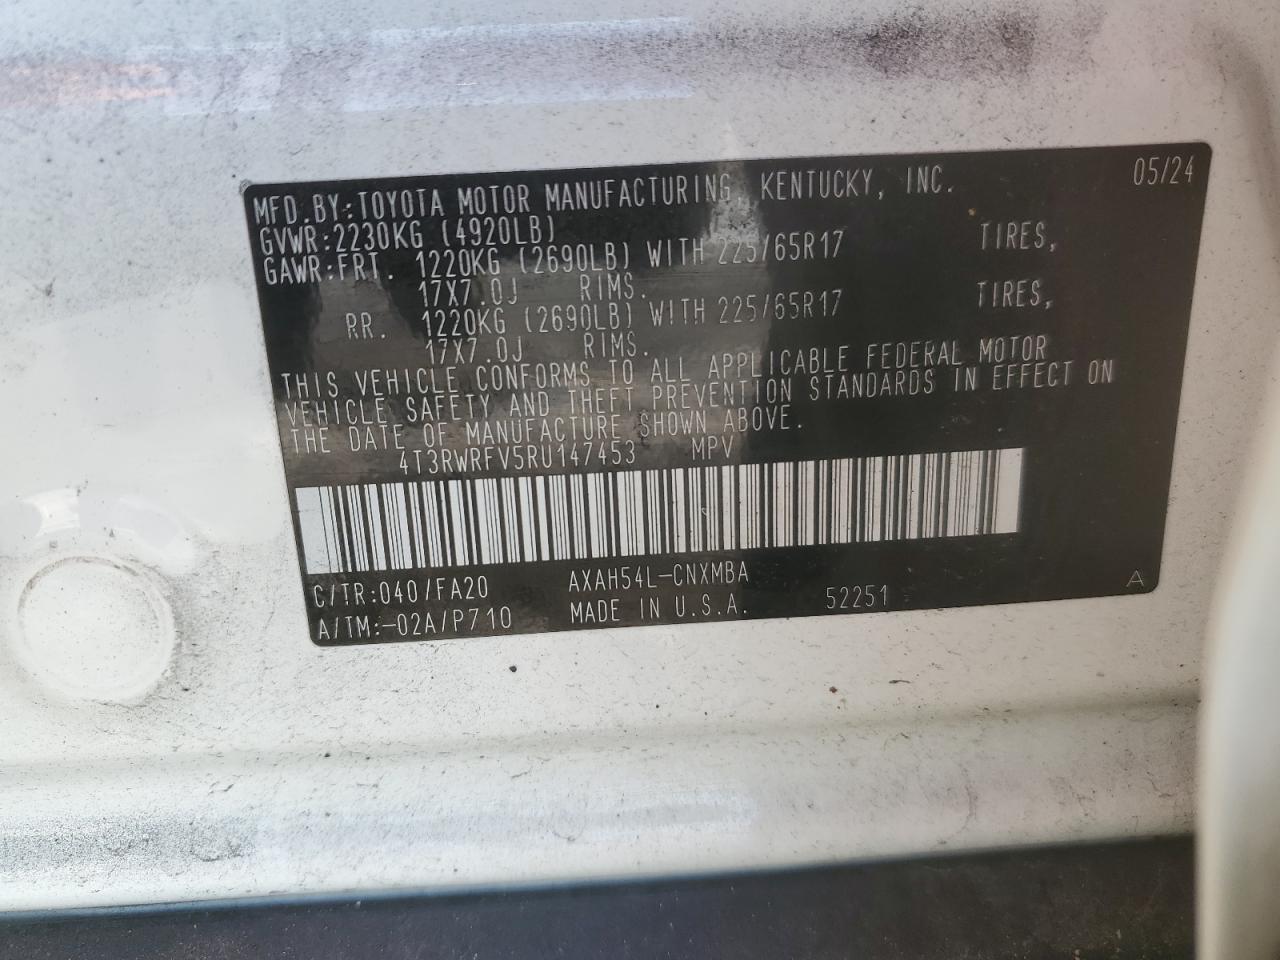 MFD.BY:TOYOTA MOTOR MANUFACTURING, KENTUCKY, INC. 05/24
GVWR:2230KG (4920LB)
GAWR:FRT. 1220KG (2690LB) WITH 225/65R17 TIRES,
17X7.0J RIMS.
RR. 1220KG (2690LB) WITH 225/65R17 TIRES,
17X7.0J RIMS.
THIS VEHICLE CONFORMS TO ALL APPLICABLE FEDERAL MOTOR
VEHICLE SAFETY AND THEFT PREVENTION STANDARDS IN EFFECT ON
THE DATE OF MANUFACTURE SHOWN ABOVE.
4T3RWRFV5RU147453 MPV
C/TR:040/FA20 AXAH54L-CNXMBA
A/TM:-02A/P710 MADE IN U.S.A. 52251 A